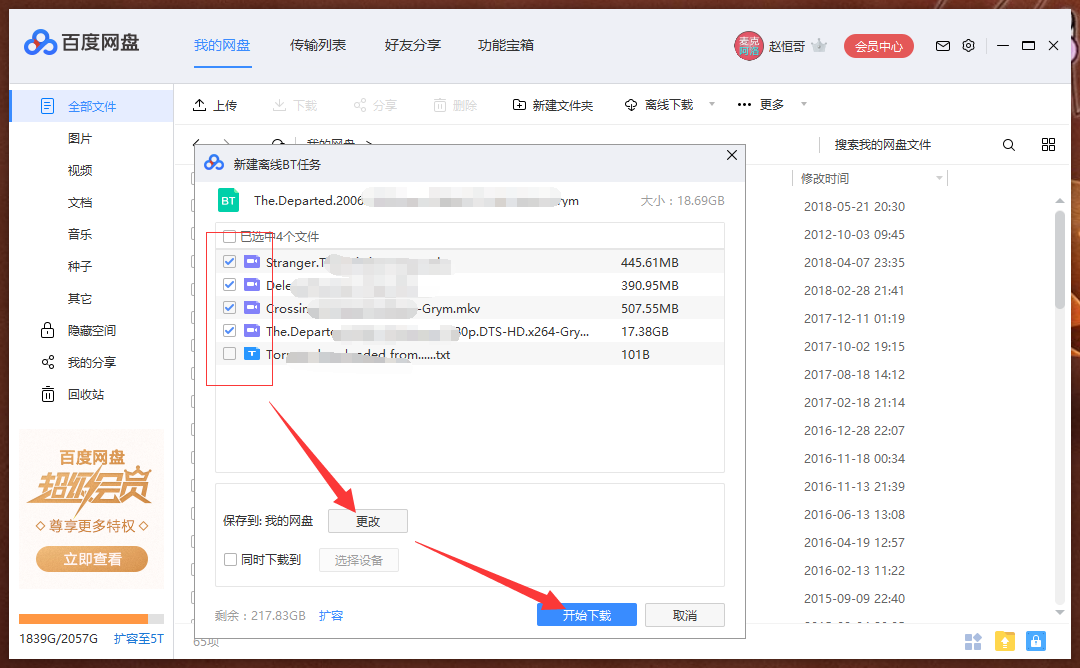 百度网盘
我的网盘 传输列表 好友分享 功能宝箱
赵恒哥 会员中心
全部文件 上传 下载 分享 删除 新建文件夹 离线下载 更多
图片 我的网盘 > 搜索我的网盘文件
视频
文档
音乐
种子
其它
隐藏空间
我的分享
回收站
修改时间
2018-05-21 20:30
2012-10-03 09:45
2018-04-07 23:35
2018-02-28 21:41
2017-12-11 01:19
2017-10-02 19:15
2017-08-18 14:12
2017-02-18 21:14
2016-12-28 22:07
2016-11-18 00:34
2016-11-13 21:39
2016-06-13 13:08
2016-04-19 12:57
2016-02-13 11:22
2015-09-09 22:40
新建离线BT任务
BT The.Departed.2006 rym 大小：18.69GB
已选中4个文件
Stranger.T 445.61MB
Dele 390.95MB
Crossin -Grym.mkv 507.55MB
The.Departe 80p.DTS-HD.x264-Gry... 17.38GB
Tor from......txt 101B
保存到: 我的网盘 更改
同时下载到 选择设备
剩余：217.83GB 扩容 开始下载 取消
百度网盘
超级会员
尊享更多特权
立即查看
1839G/2057G 扩容至5T
65项